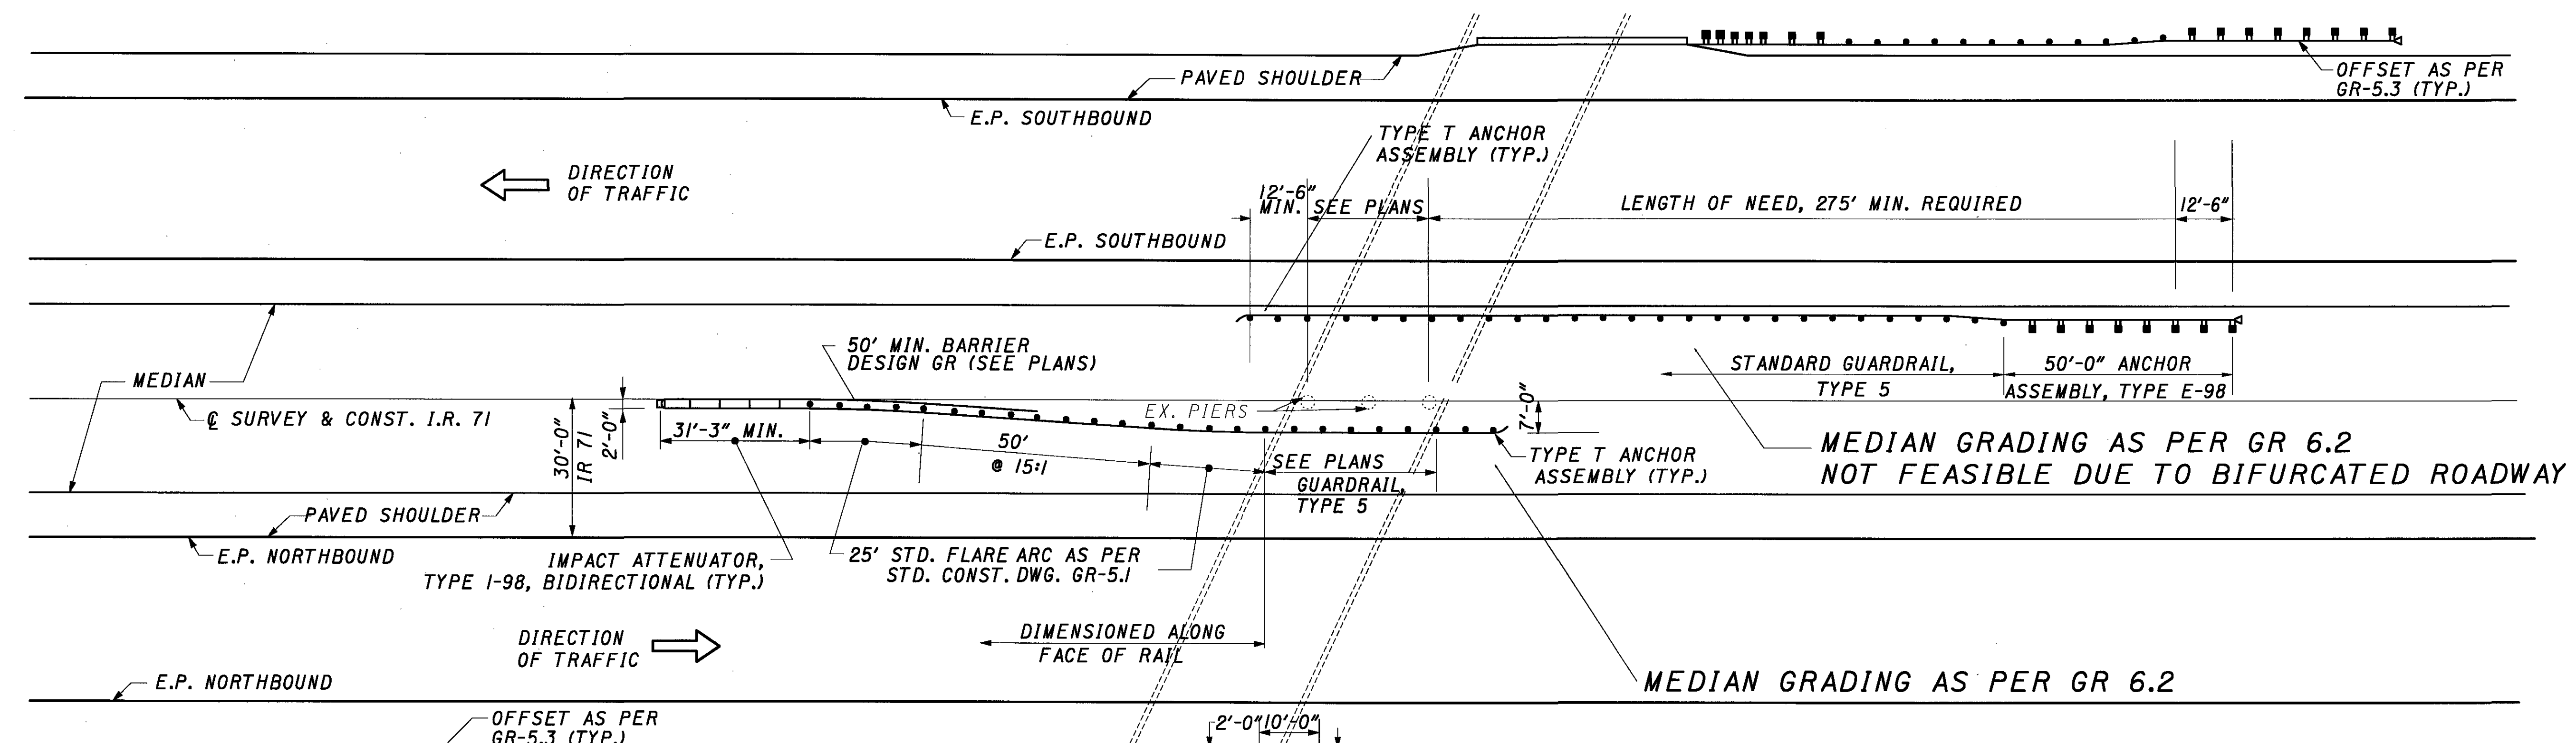 PAVED SHOULDER
OFFSET AS PER
GR-5.3 (TYP.)
E.P. SOUTHBOUND
TYPE T ANCHOR
ASSEMBLY (TYP.)
DIRECTION
OF TRAFFIC
12'-6"
MIN.
SEE PLANS
LENGTH OF NEED, 275' MIN. REQUIRED
12'-6"
E.P. SOUTHBOUND
50' MIN. BARRIER
DESIGN GR (SEE PLANS)
STANDARD GUARDRAIL,
TYPE 5
50'-0" ANCHOR
ASSEMBLY, TYPE E-98
MEDIAN
EX. PIERS
7'-0"
℄ SURVEY & CONST. I.R. 71
30'-0"
IR 71
2'-0"
31'-3" MIN.
50'
@ 15:1
SEE PLANS
GUARDRAIL,
TYPE 5
TYPE T ANCHOR
ASSEMBLY (TYP.)
MEDIAN GRADING AS PER GR 6.2
NOT FEASIBLE DUE TO BIFURCATED ROADWAY
PAVED SHOULDER
E.P. NORTHBOUND
IMPACT ATTENUATOR,
TYPE 1-98, BIDIRECTIONAL (TYP.)
25' STD. FLARE ARC AS PER
STD. CONST. DWG. GR-5.1
DIRECTION
OF TRAFFIC
DIMENSIONED ALONG
FACE OF RAIL
MEDIAN GRADING AS PER GR 6.2
E.P. NORTHBOUND
OFFSET AS PER
GR-5.3 (TYP.)
2'-0"
10'-0"